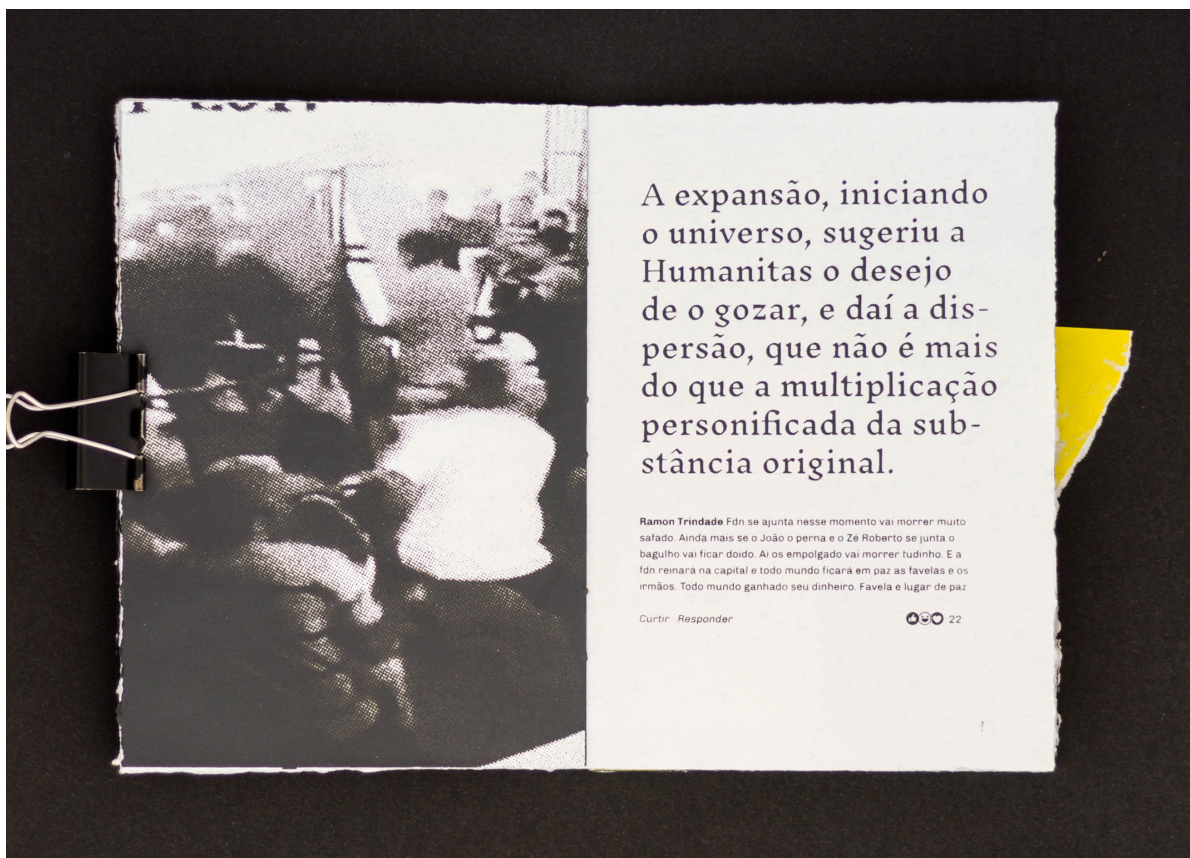 A expansão, iniciando
o universo, sugeriu a
Humanitas o desejo
de o gozar, e daí a dis-
persão, que não é mais
do que a multiplicação
personificada da sub-
stância original.
Ramon Trindade Fdn se ajunta nesse momento vai morrer muito
safado. Ainda mais se o João o perna e o Zé Roberto se junta o
bagulho vai ficar doido. Ai os empolgado vai morrer tudinho. E a
fdn reinará na capital e todo mundo ficará em paz as favelas e os
irmãos. Todo mundo ganhado seu dinheiro. Favela e lugar de paz
Curtir Responder 22